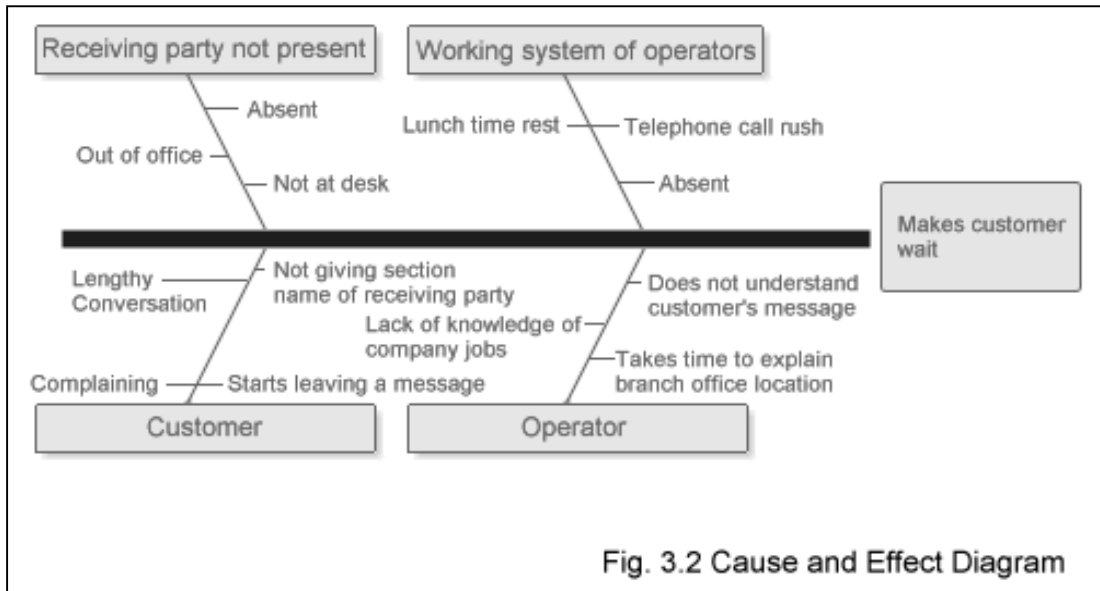 Receiving party not present
Working system of operators
Absent
Out of office
Not at desk
Lunch time rest
Telephone call rush
Absent
Makes customer
wait
Lengthy
Conversation
Not giving section
name of receiving party
Complaining
Starts leaving a message
Does not understand
customer's message
Lack of knowledge of
company jobs
Takes time to explain
branch office location
Customer
Operator
Fig. 3.2 Cause and Effect Diagram